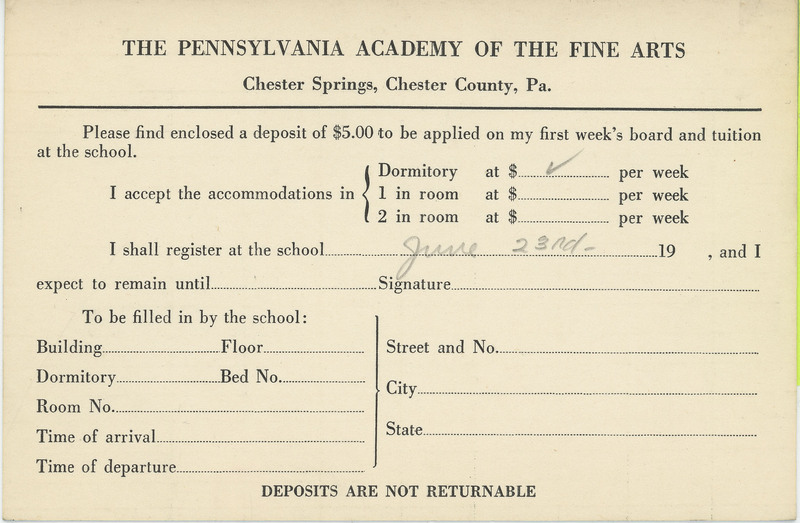 THE PENNSYLVANIA ACADEMY OF THE FINE ARTS
Chester Springs, Chester County, Pa.
Please find enclosed a deposit of $5.00 to be applied on my first week's board and tuition
at the school.
Dormitory at $ ✓ per week
I accept the accommodations in 1 in room at $ per week
2 in room at $ per week
I shall register at the school June 23rd- 19 , and I
expect to remain until Signature
To be filled in by the school:
Building Floor Street and No.
Dormitory Bed No.
City
Room No.
State
Time of arrival
Time of departure
DEPOSITS ARE NOT RETURNABLE